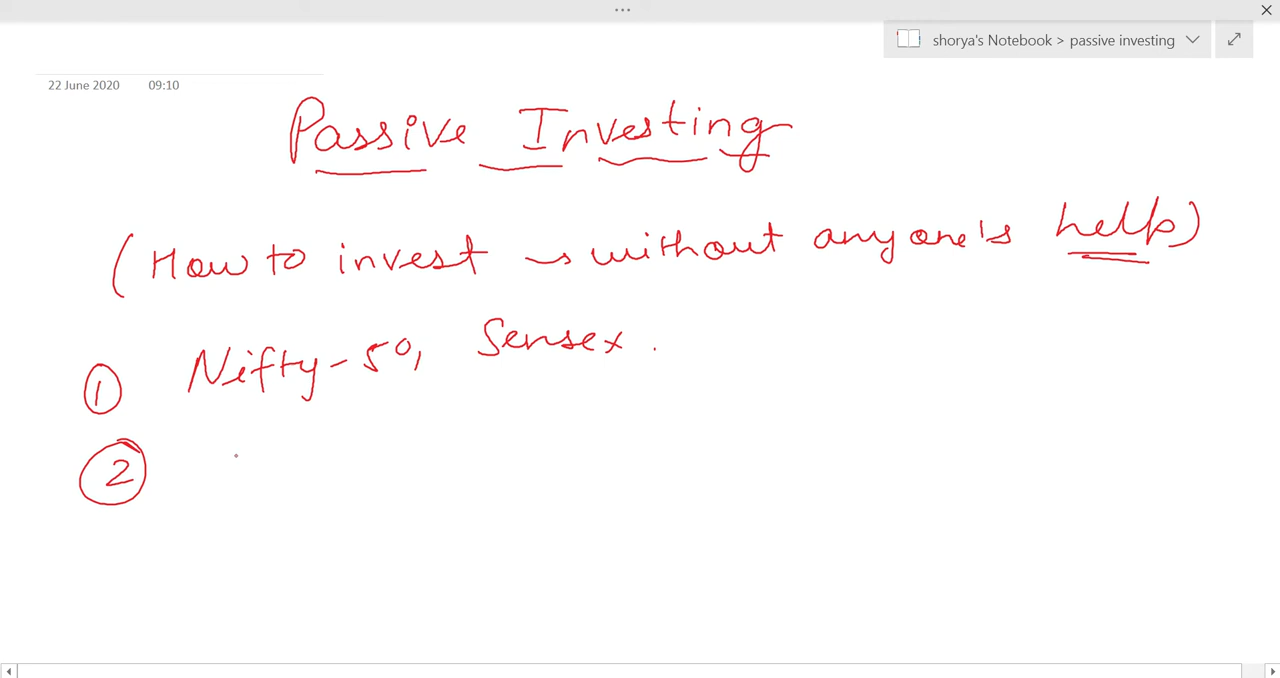 shorya's Notebook > passive investing
22 June 2020 09:10
Passive Investing
(How to invest without anyone's help)
1 Nifty-50, Sensex.
2